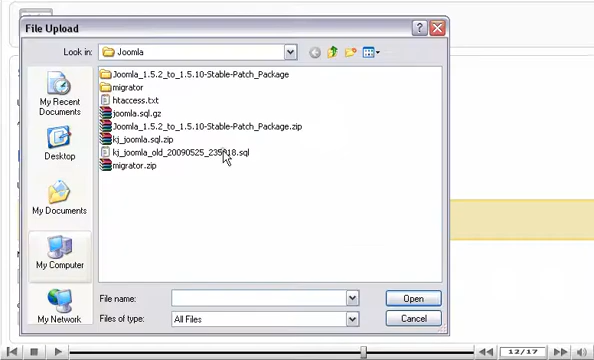 File Upload
Look in: Joomla
My Recent Documents
Desktop
My Documents
My Computer
My Network
Joomla_1.5.2_to_1.5.10-Stable-Patch_Package
migrator
htaccess.txt
joomla.sql.gz
Joomla_1.5.2_to_1.5.10-Stable-Patch_Package.zip
kj_joomla.sql.zip
migrator.zip
File name:
Open
Files of type: All Files
Cancel
12/17